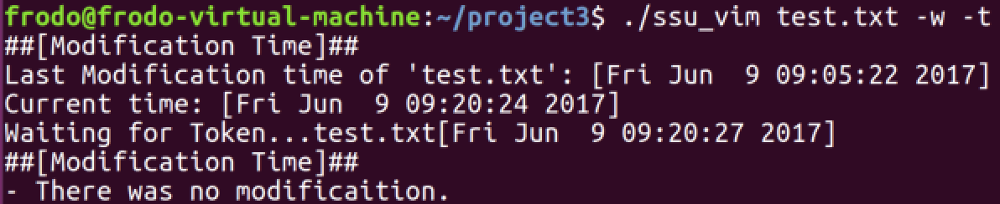 frodo@frodo-virtual-machine:~/project3$ ./ssu_vim test.txt -w -t
##[Modification Time]##
Last Modification time of 'test.txt': [Fri Jun  9 09:05:22 2017]
Current time: [Fri Jun  9 09:20:24 2017]
Waiting for Token...test.txt[Fri Jun  9 09:20:27 2017]
##[Modification Time]##
- There was no modificaition.